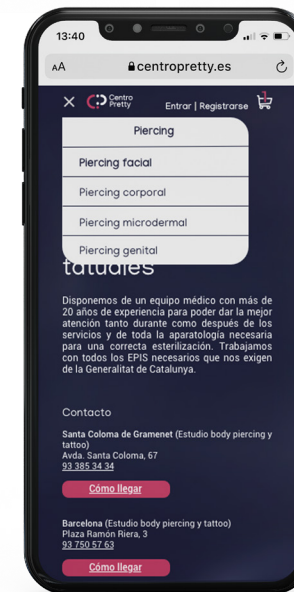 13:40
AA centropretty.es
Centro
Pretty
Entrar | Registrarse
Piercing
Piercing facial
Piercing corporal
Piercing microdermal
Piercing genital
tatuajes
Disponemos de un equipo médico con más de
20 años de experiencia para poder dar la mejor
atención tanto durante como después de los
servicios y de toda la aparatología necesaria
para una correcta esterilización. Trabajamos
con todos los EPIS necesarios que nos exigen
de la Generalitat de Catalunya.
Contacto
Santa Coloma de Gramenet (Estudio body piercing y
tattoo)
Avda. Santa Coloma, 67
93 385 34 34
Cómo llegar
Barcelona (Estudio body piercing y tattoo)
Plaza Ramón Riera, 3
93 750 57 63
Cómo llegar